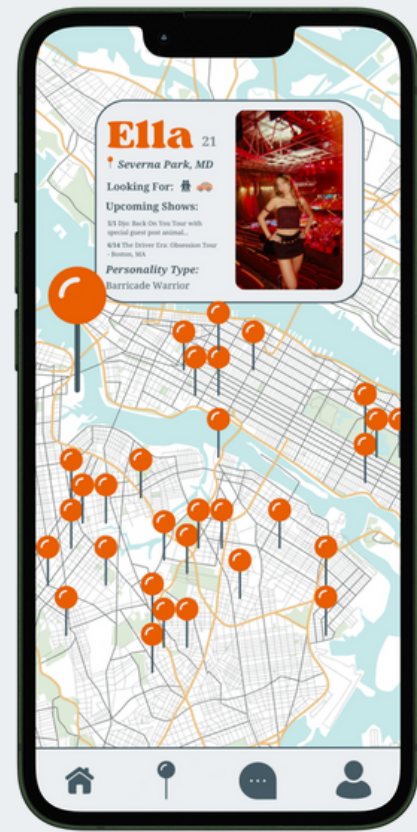 Ella 21
Severna Park, MD
Looking For:
Upcoming Shows:
5/1 Djo: Back On You Tour with
special guest post animal...
6/14 The Driver Era: Obsession Tour
- Boston, MA
Personality Type:
Barricade Warrior